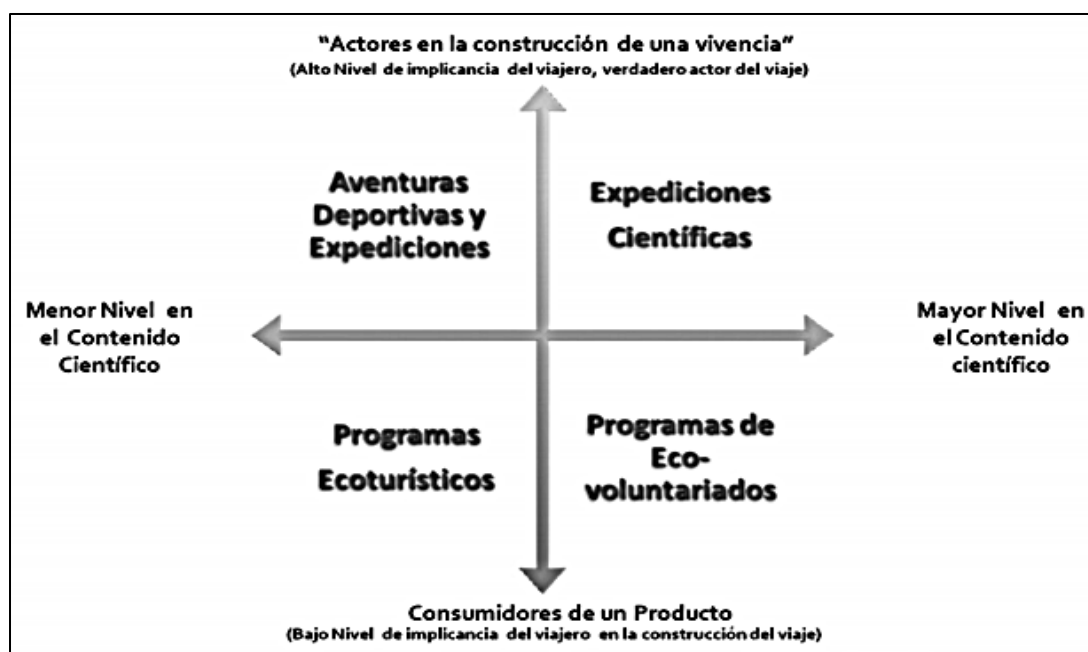 “Actores en la construcción de una vivencia”
(Alto Nivel de implicancia del viajero, verdadero actor del viaje)
Aventuras
Deportivas y
Expediciones
Expediciones
Científicas
Menor Nivel en
el Contenido
Científico
Mayor Nivel en
el Contenido
científico
Programas
Ecoturísticos
Programas de
Eco-
voluntariados
Consumidores de un Producto
(Bajo Nivel de implicancia del viajero en la construcción del viaje)